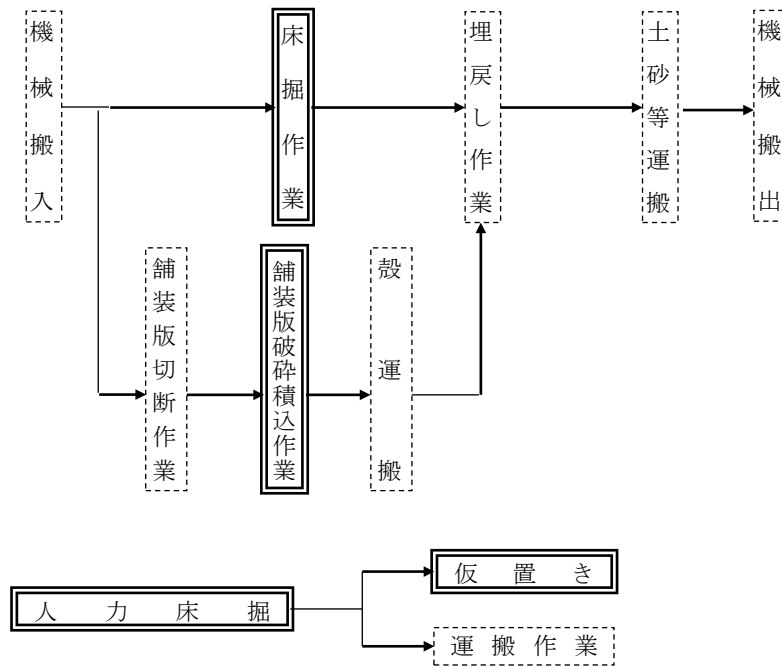 機械搬入
床掘作業
埋戻し作業
土砂等運搬
機械搬出
舗装版切断作業
舗装版破砕積込作業
殻運搬
人力床掘
仮置き
運搬作業